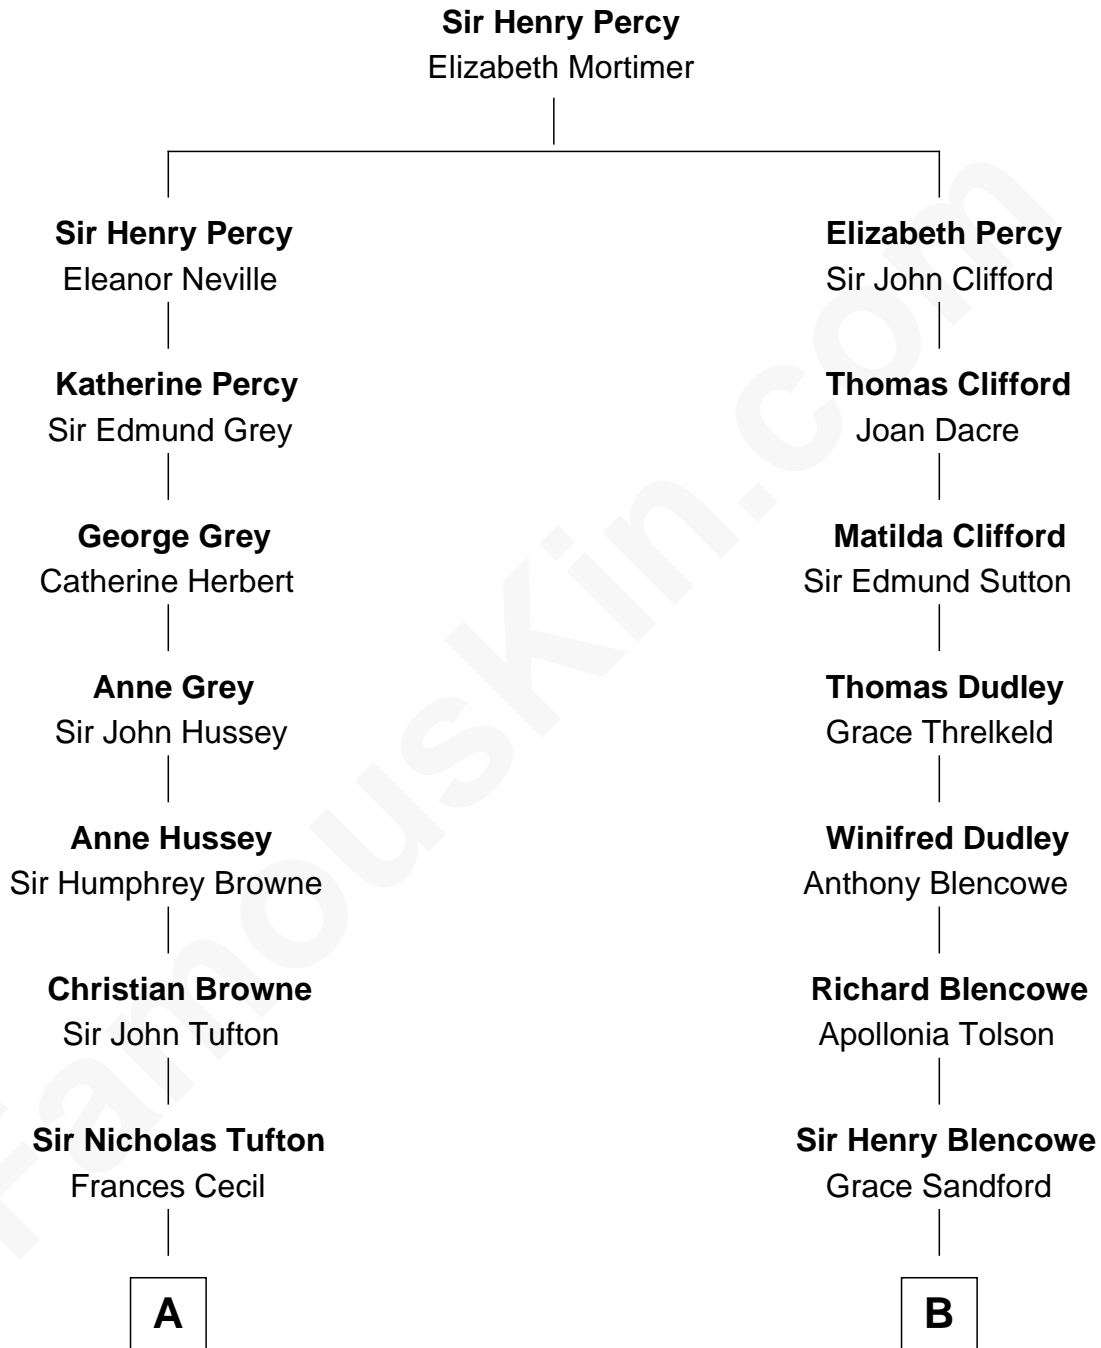 Sir Henry Percy
Elizabeth Mortimer
Sir Henry Percy
Eleanor Neville
Katherine Percy
Sir Edmund Grey
George Grey
Catherine Herbert
Anne Grey
Sir John Hussey
Anne Hussey
Sir Humphrey Browne
Christian Browne
Sir John Tufton
Sir Nicholas Tufton
Frances Cecil
A
Elizabeth Percy
Sir John Clifford
Thomas Clifford
Joan Dacre
Matilda Clifford
Sir Edmund Sutton
Thomas Dudley
Grace Threlkeld
Winifred Dudley
Anthony Blencowe
Richard Blencowe
Apollonia Tolson
Sir Henry Blencowe
Grace Sandford
B
FamousKin.com